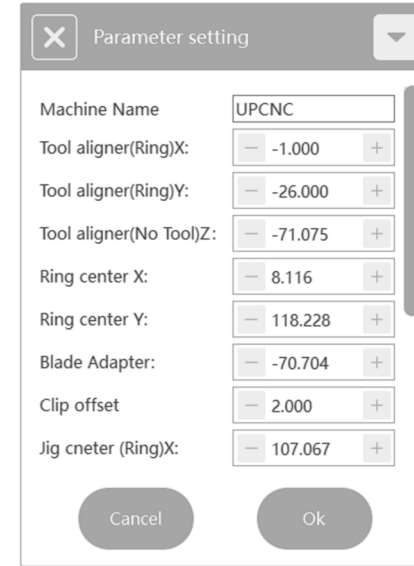 Parameter setting
Machine Name UPCNC
Tool aligner(Ring)X: -1.000
Tool aligner(Ring)Y: -26.000
Tool aligner(No Tool)Z: -71.075
Ring center X: 8.116
Ring center Y: 118.228
Blade Adapter: -70.704
Clip offset 2.000
Jig cneter (Ring)X: 107.067
Cancel Ok